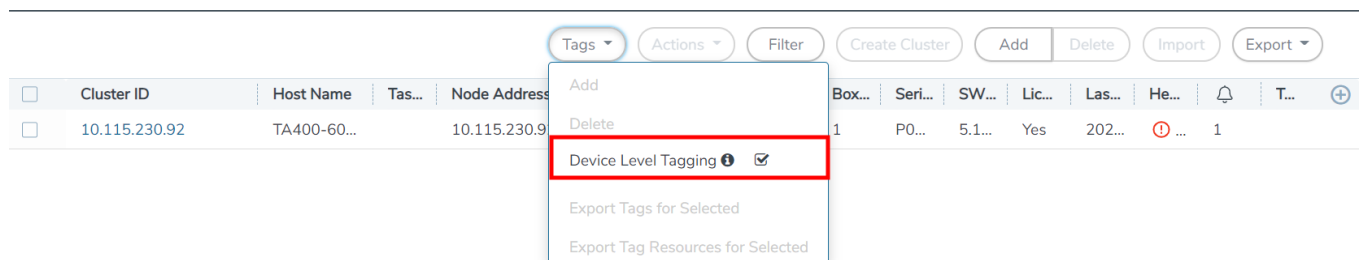 Tags Actions Filter Create Cluster Add Delete Import Export
Add
Cluster ID Host Name Tas... Node Address Box... Seri... SW... Lic... Las... He... T...
Delete
10.115.230.92 TA400-60... 10.115.230.9 1 P0... 5.1... Yes 202... ... 1
Device Level Tagging
Export Tags for Selected
Export Tag Resources for Selected